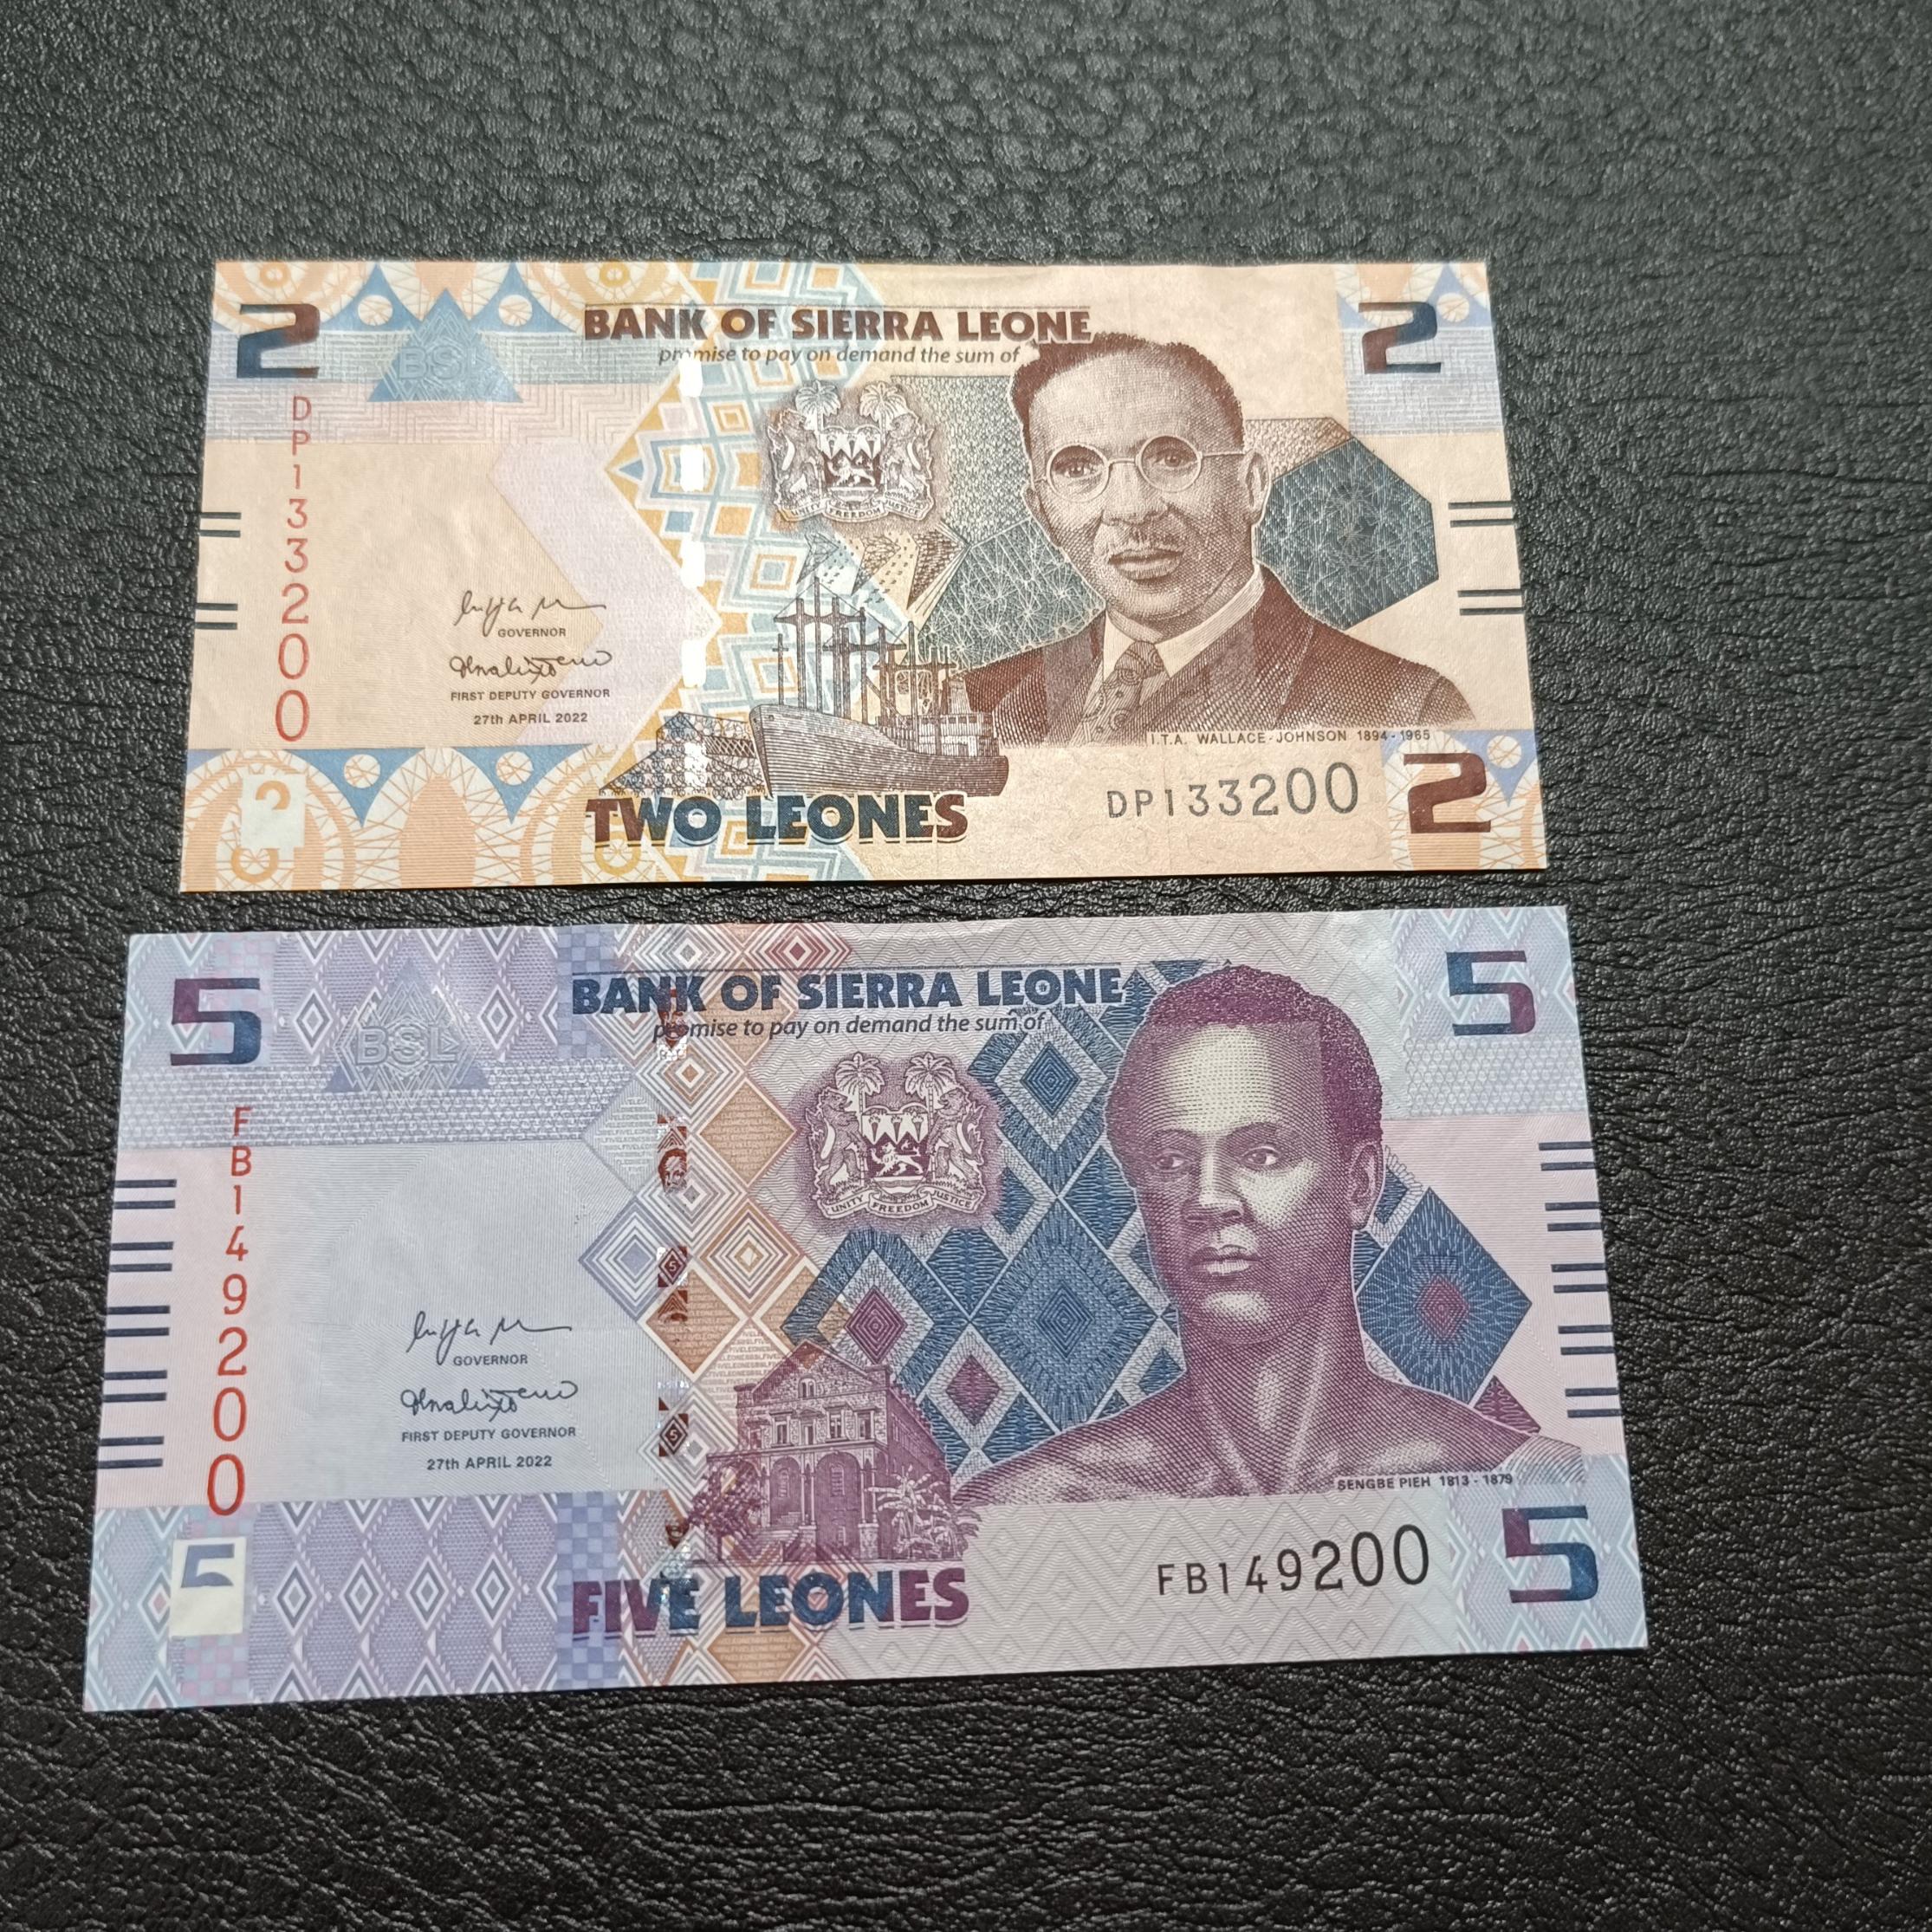 2
2
BANK OF SIERRA LEONE
promise to pay on demand the sum of
BSL
DP133200
UNITY FREEDOM JUSTICE
GOVERNOR
FIRST DEPUTY GOVERNOR
27th APRIL 2022
I.T.A. WALLACE-JOHNSON 1894-1965
DP133200
2
TWO LEONES
5
5
BANK OF SIERRA LEONE
promise to pay on demand the sum of
BSL
FB149200
UNITY FREEDOM JUSTICE
GOVERNOR
FIRST DEPUTY GOVERNOR
27th APRIL 2022
SENGBE PIEH 1813 - 1879
FB149200
5
FIVE LEONES